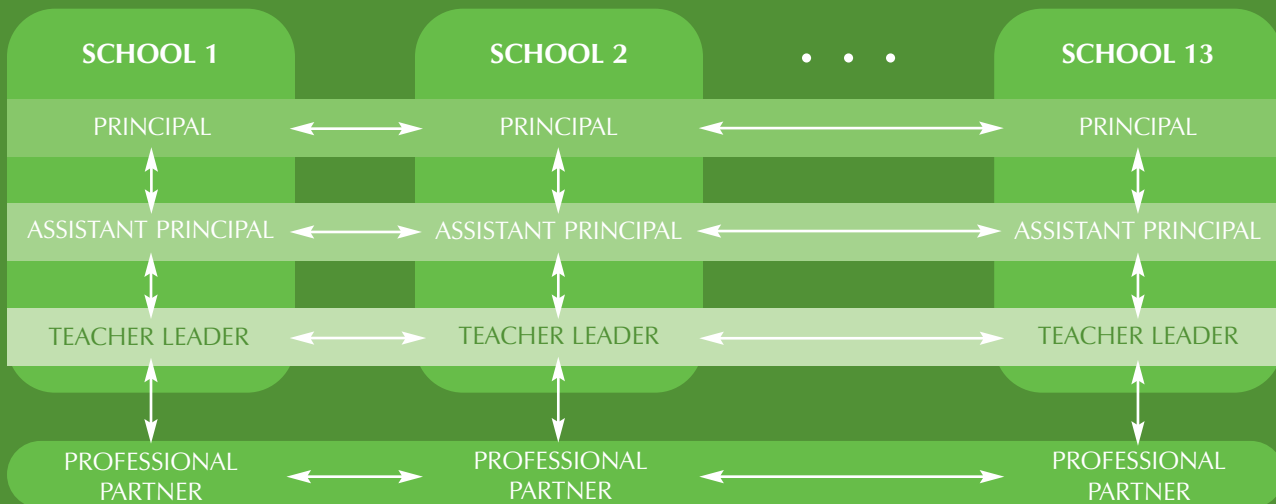 SCHOOL 1 SCHOOL 2 . . . SCHOOL 13
PRINCIPAL PRINCIPAL PRINCIPAL
ASSISTANT PRINCIPAL ASSISTANT PRINCIPAL ASSISTANT PRINCIPAL
TEACHER LEADER TEACHER LEADER TEACHER LEADER
PROFESSIONAL PROFESSIONAL PROFESSIONAL
PARTNER PARTNER PARTNER